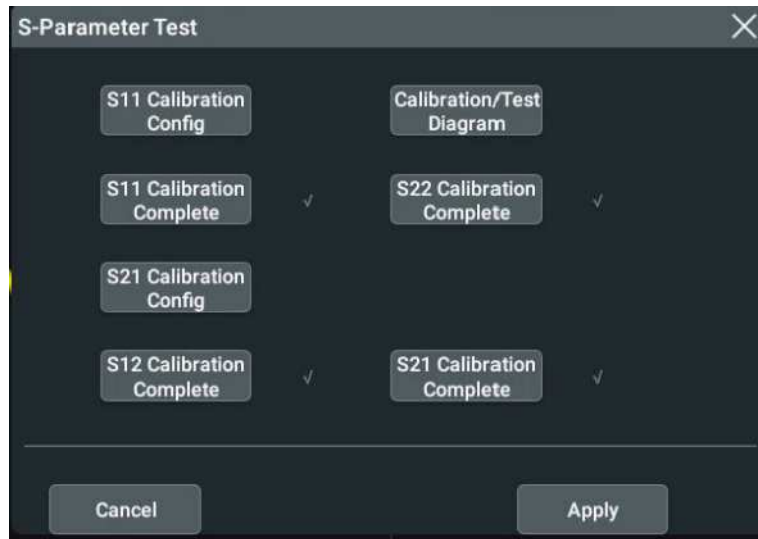 S-Parameter Test
S11 Calibration
Config
Calibration/Test
Diagram
S11 Calibration
Complete
√
S22 Calibration
Complete
√
S21 Calibration
Config
S12 Calibration
Complete
√
S21 Calibration
Complete
√
Cancel
Apply